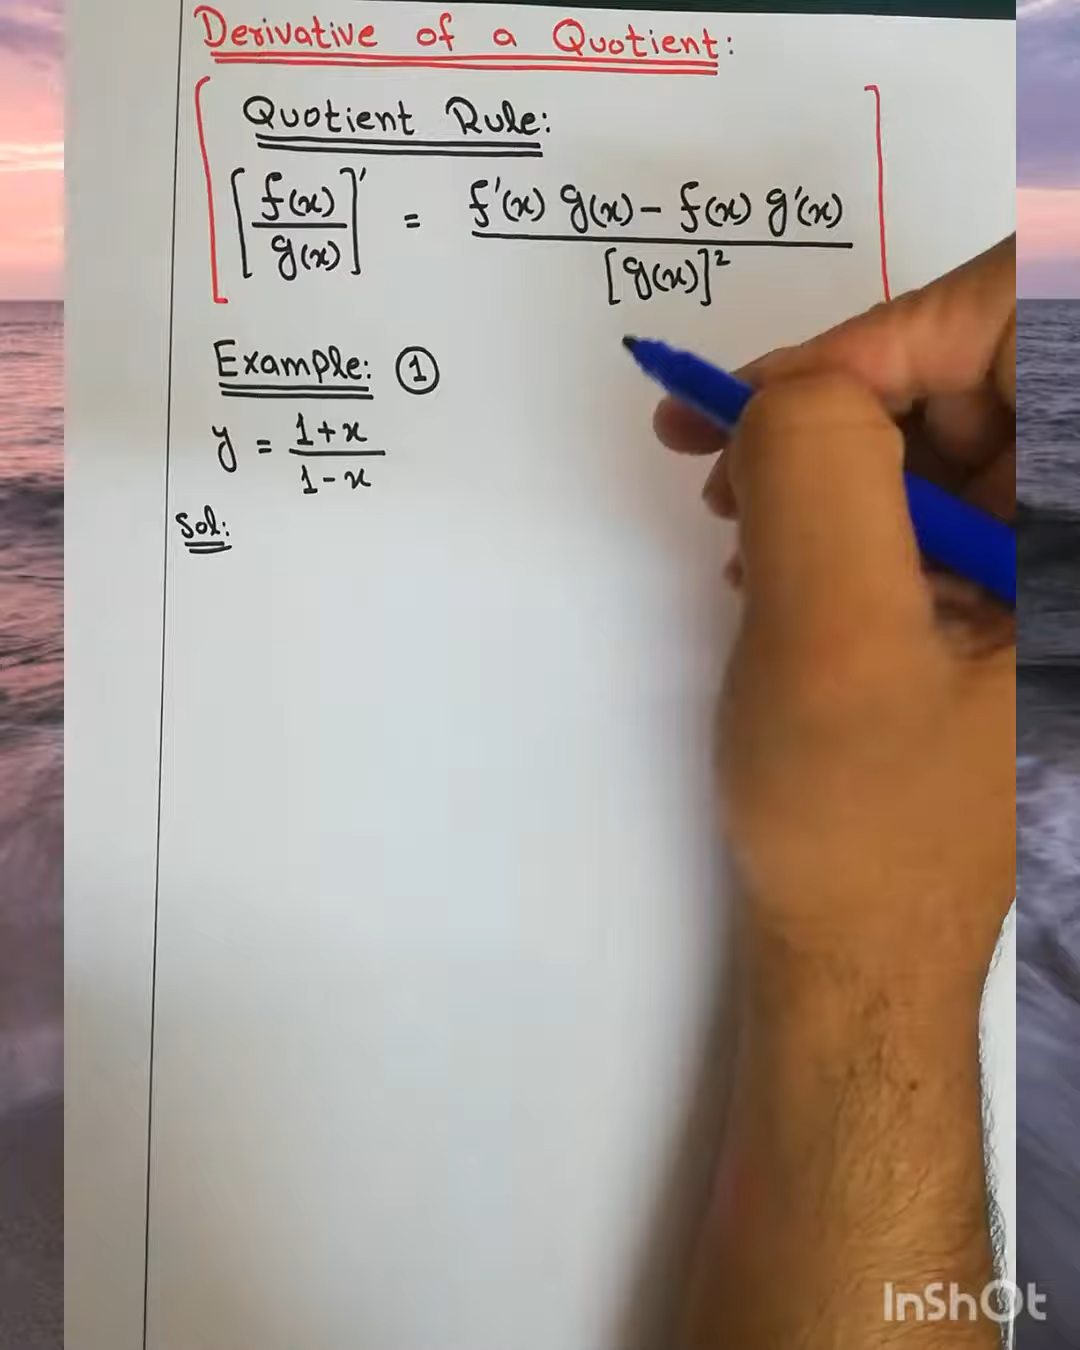 Derivative of a Quotient:
Quotient Rule:
[f(x)/g(x)]' = f'(x) g(x) - f(x) g'(x) / [g(x)]²
Example: ①
y = 1+x / 1-x
Sol:
InShOt